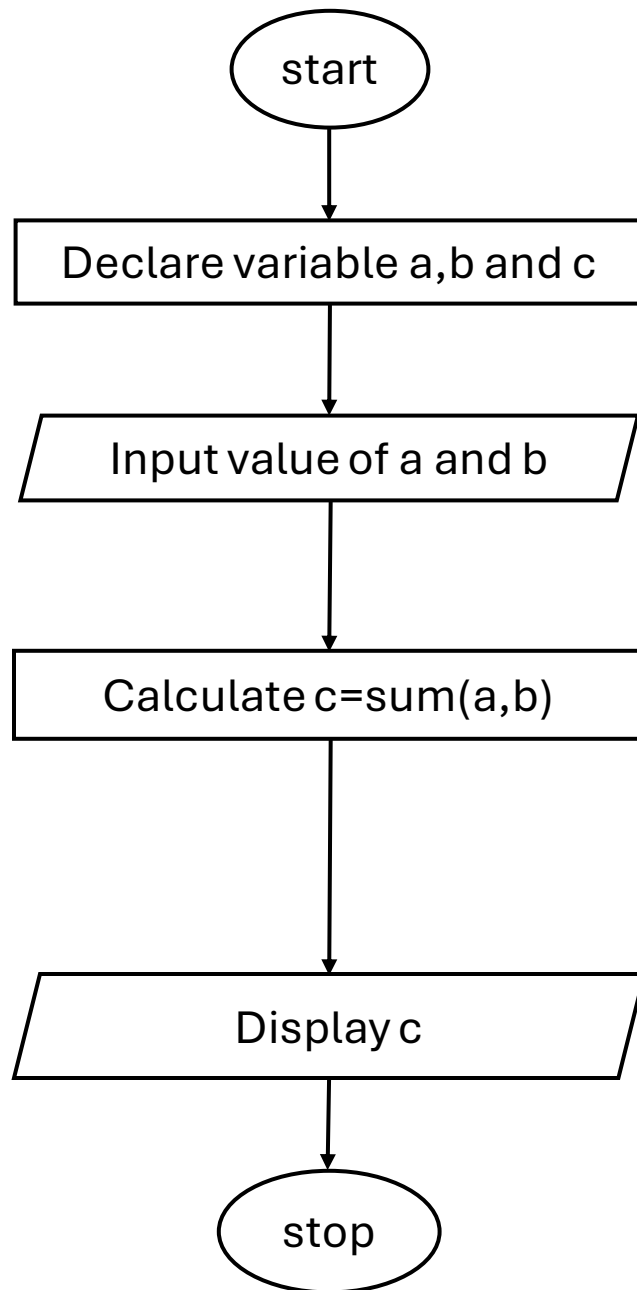 start
Declare variable a,b and c
Input value of a and b
Calculate c=sum(a,b)
Display c
stop